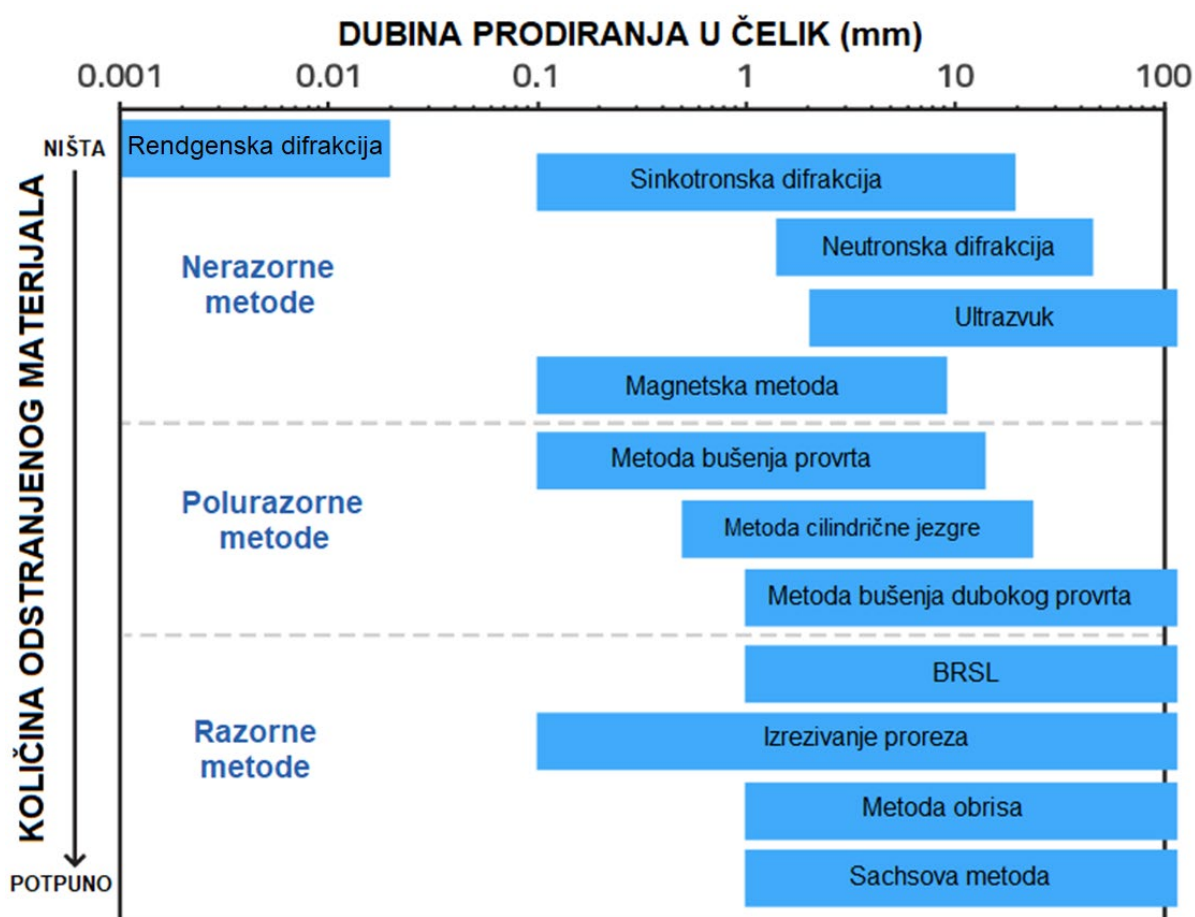 DUBINA PRODIRANJA U ČELIK (mm)
0.001 0.01 0.1 1 10 100
KOLIČINA ODSTRANJENOG MATERIJALA
NIŠTA
Rendgenska difrakcija
Sinkotronska difrakcija
Neutronska difrakcija
Nerazorne
metode
Ultrazvuk
Magnetska metoda
Metoda bušenja provrta
Polurazorne
metode
Metoda cilindrične jezgre
Metoda bušenja dubokog provrta
BRSL
Razorne
metode
Izrezivanje proreza
Metoda obrisa
Sachsova metoda
POTPUNO